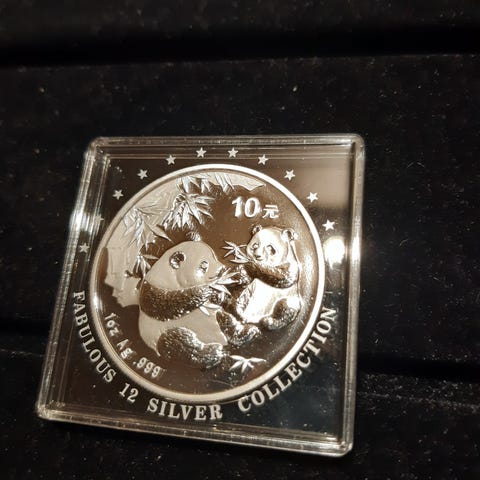 10元
1oz Ag .999
FABULOUS 12 SILVER COLLECTION